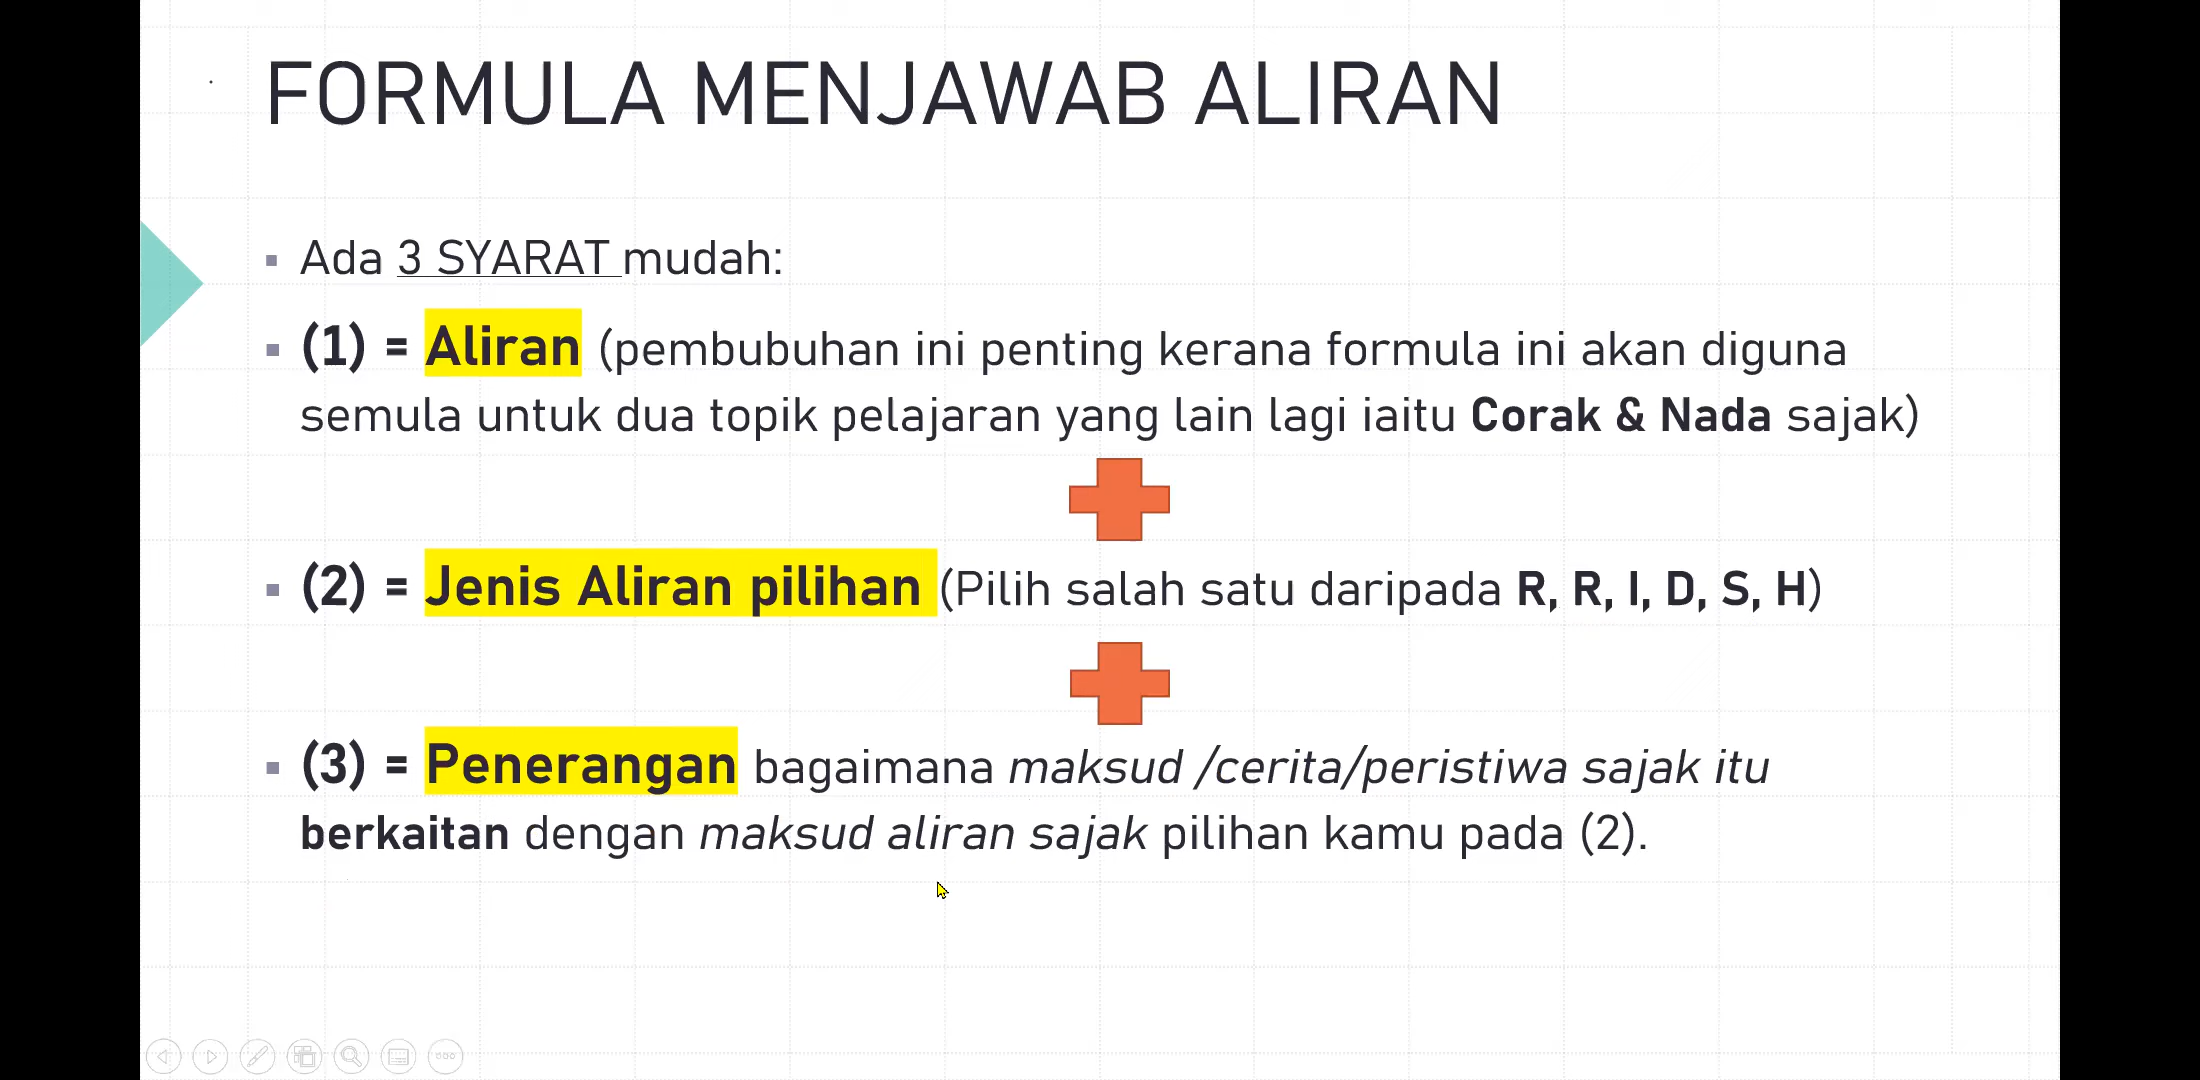 FORMULA MENJAWAB ALIRAN
Ada 3 SYARAT mudah:
(1) = Aliran (pembubuhan ini penting kerana formula ini akan diguna
semula untuk dua topik pelajaran yang lain lagi iaitu Corak & Nada sajak)
(2) = Jenis Aliran pilihan (Pilih salah satu daripada R, R, I, D, S, H)
(3) = Penerangan bagaimana maksud /cerita/peristiwa sajak itu
berkaitan dengan maksud aliran sajak pilihan kamu pada (2).